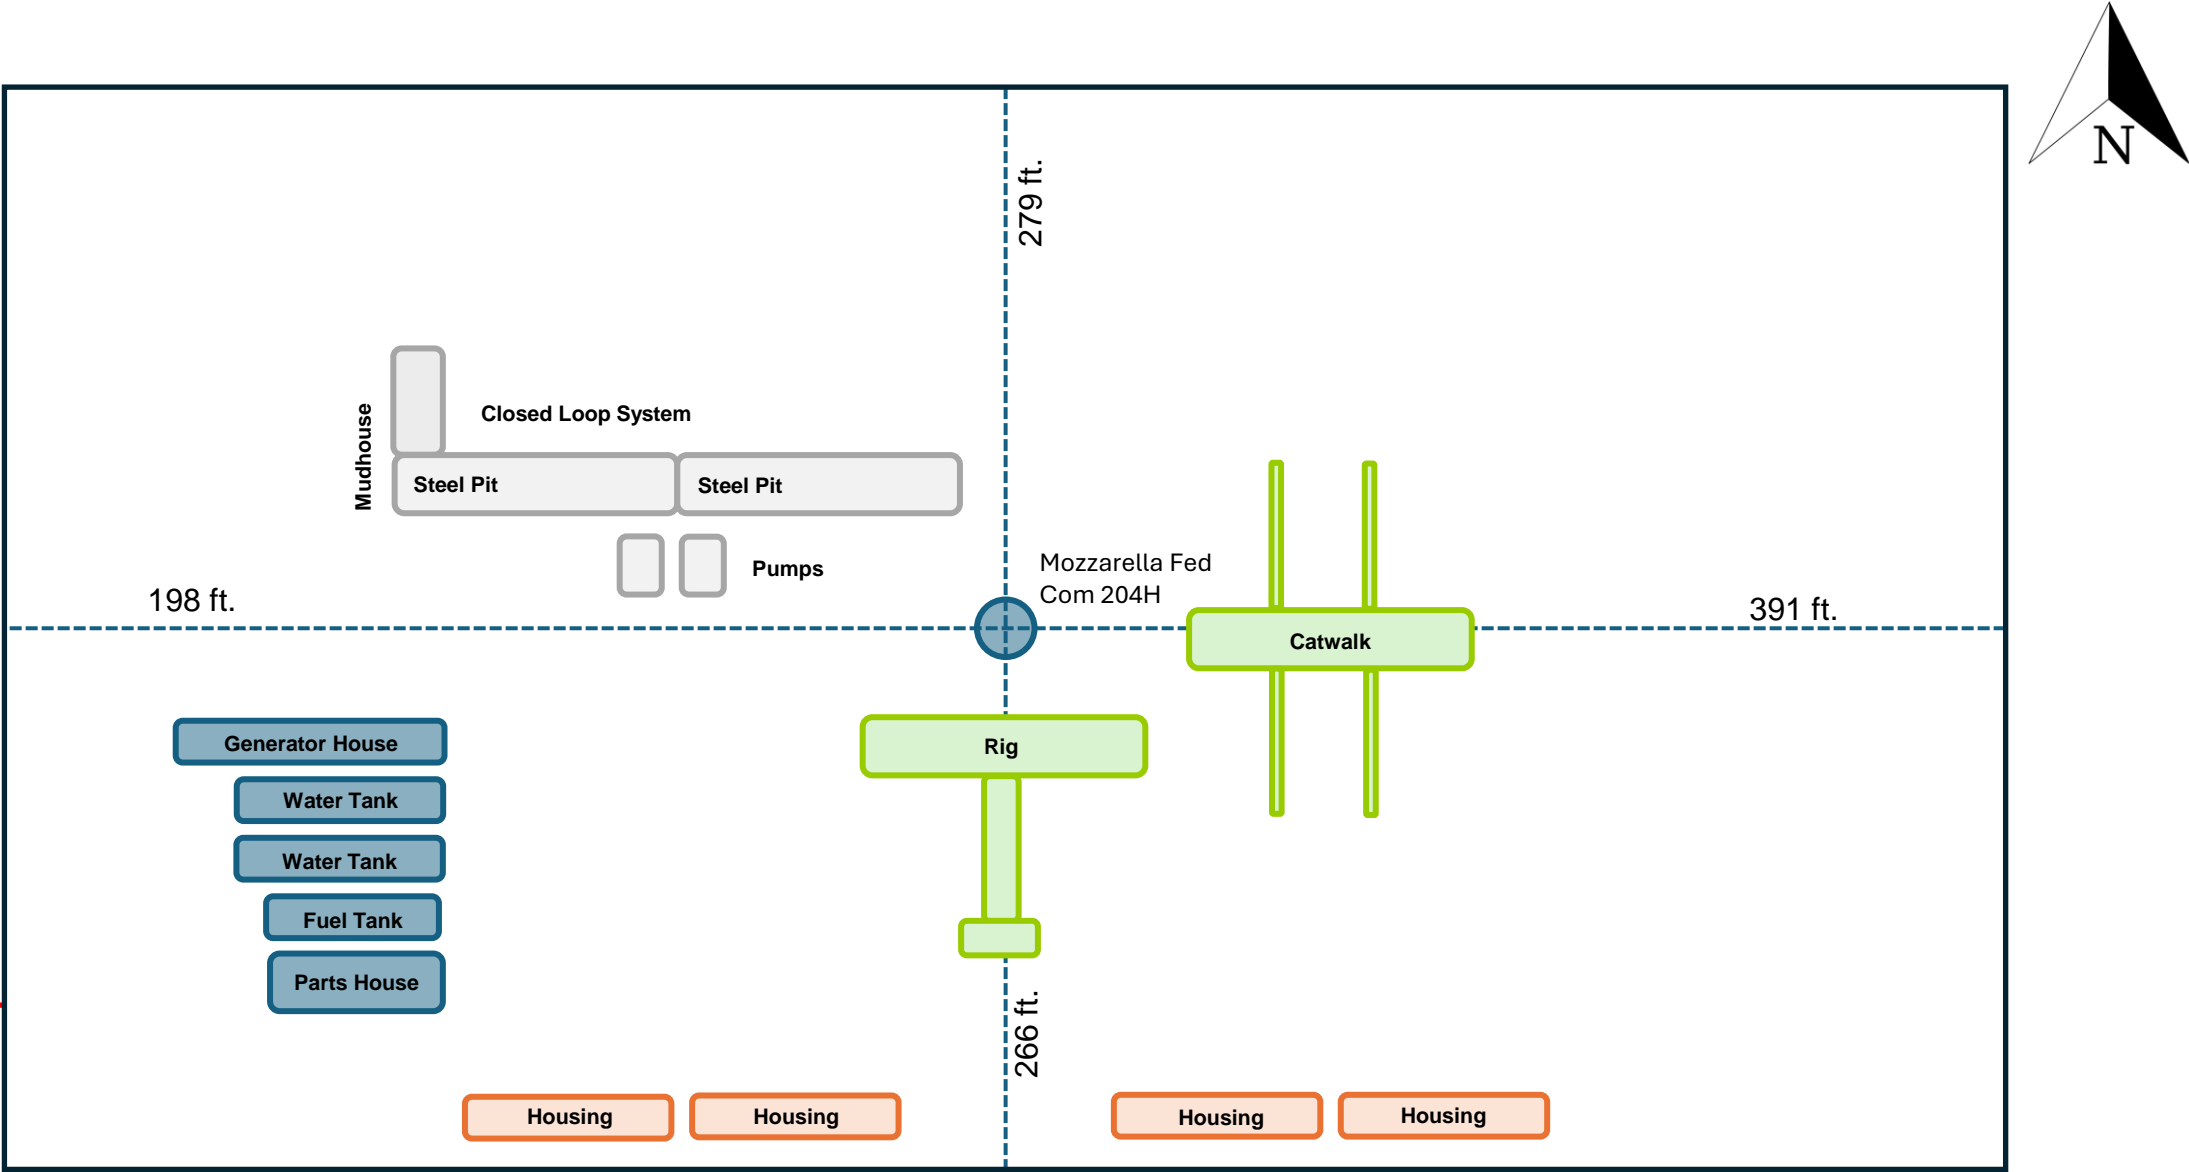 N
279 ft.
Closed Loop System
Mudhouse
Steel Pit
Steel Pit
Pumps
Mozzarella Fed
Com 204H
198 ft.
391 ft.
Catwalk
Generator House
Rig
Water Tank
Water Tank
Fuel Tank
Parts House
266 ft.
Housing
Housing
Housing
Housing